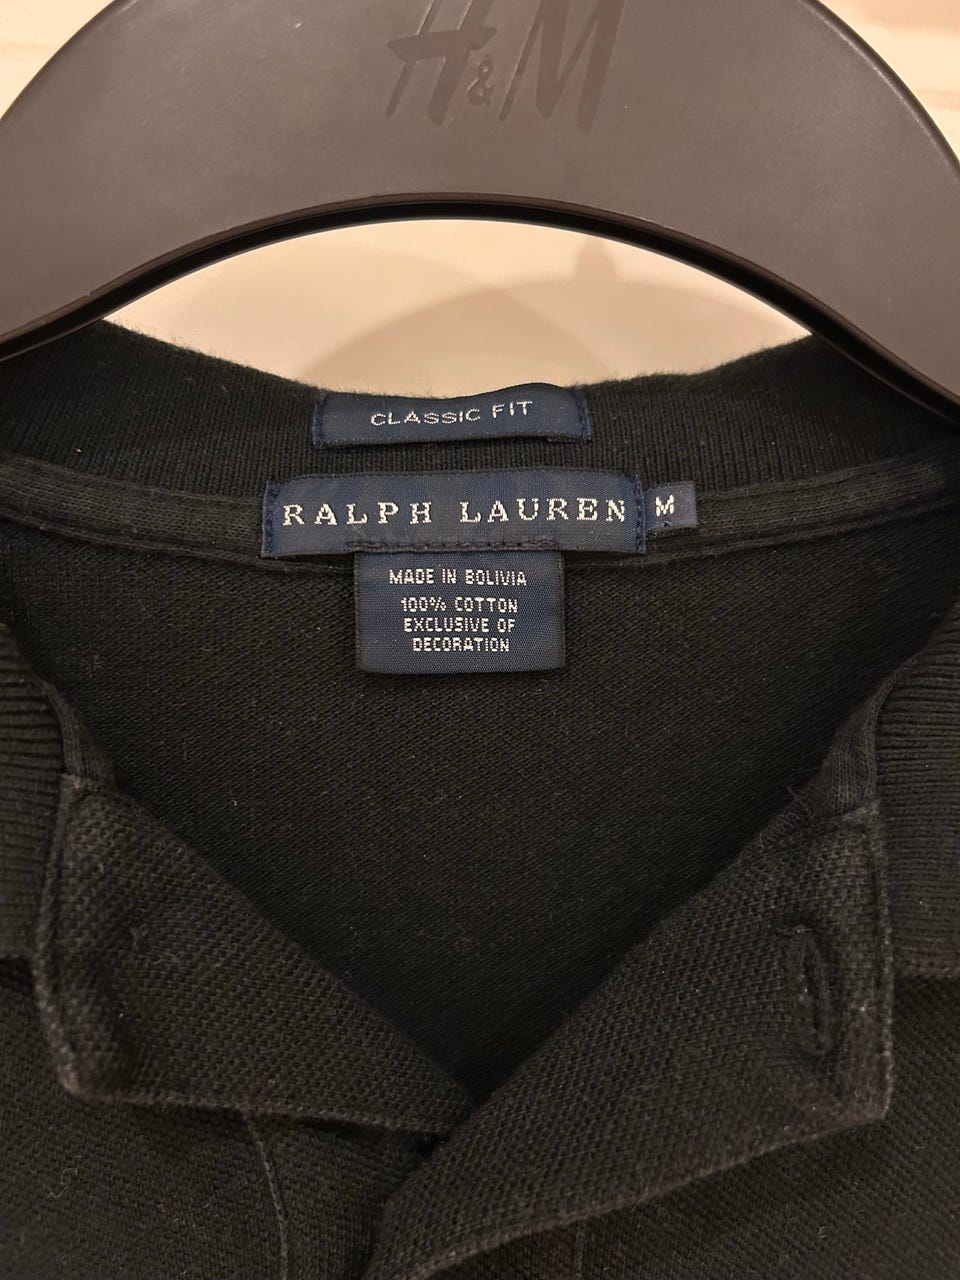 H&M
CLASSIC FIT
RALPH LAUREN M
MADE IN BOLIVIA
100% COTTON
EXCLUSIVE OF
DECORATION